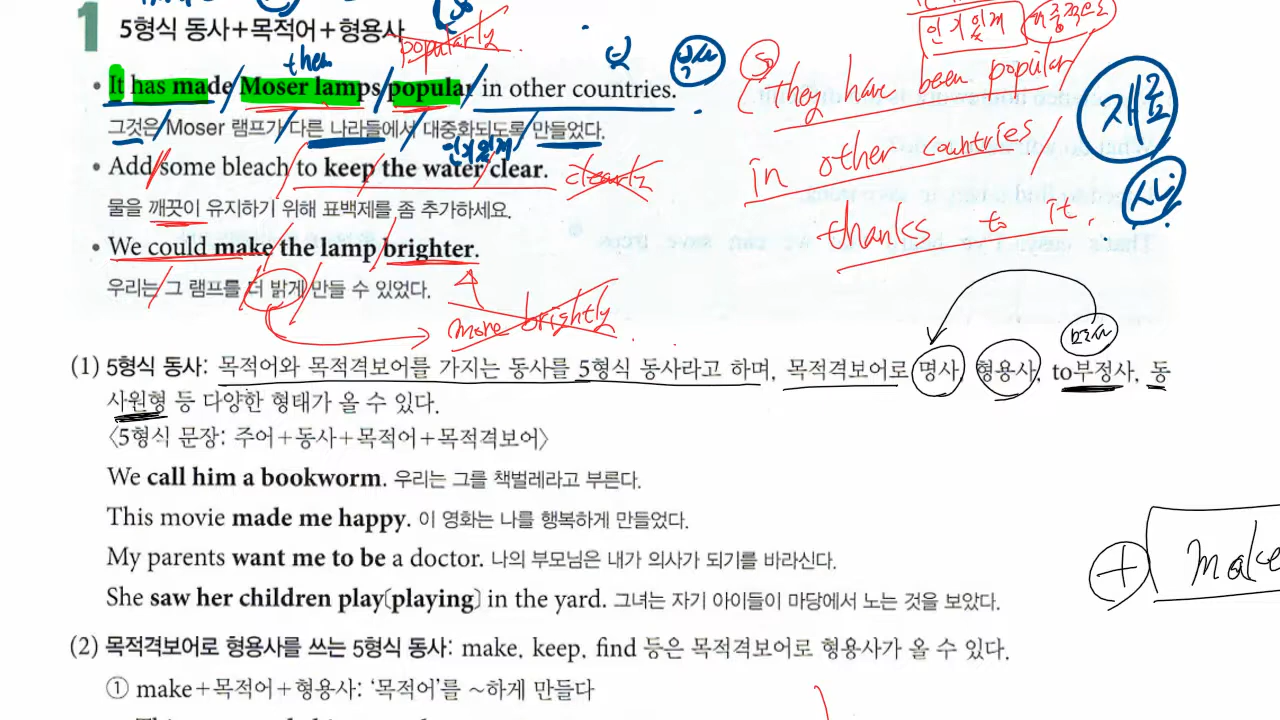 1 5형식 동사+목적어+형용사
popularly
them
• It has made Moser lamps popular in other countries.
그것은 Moser 램프가 다른 나라들에서 대중화되도록 만들었다.
인기있게
• Add some bleach to keep the water clear.
clearly
물을 깨끗이 유지하기 위해 표백제를 좀 추가하세요.
• We could make the lamp brighter.
우리는 그 램프를 더 밝게 만들 수 있었다.
more brightly
인기있게
대중적으로
they have been popular
in other countries
thanks to it.
재료
(1) 5형식 동사: 목적어와 목적격보어를 가지는 동사를 5형식 동사라고 하며, 목적격보어로 명사, 형용사, to부정사, 동
사원형 등 다양한 형태가 올 수 있다.
〈5형식 문장: 주어+동사+목적어+목적격보어〉
We call him a bookworm. 우리는 그를 책벌레라고 부른다.
This movie made me happy. 이 영화는 나를 행복하게 만들었다.
My parents want me to be a doctor. 나의 부모님은 내가 의사가 되기를 바라신다.
She saw her children play(playing) in the yard. 그녀는 자기 아이들이 마당에서 노는 것을 보았다.
+ make
(2) 목적격보어로 형용사를 쓰는 5형식 동사: make, keep, find 등은 목적격보어로 형용사가 올 수 있다.
① make+목적어+형용사: '목적어'를 ~하게 만들다